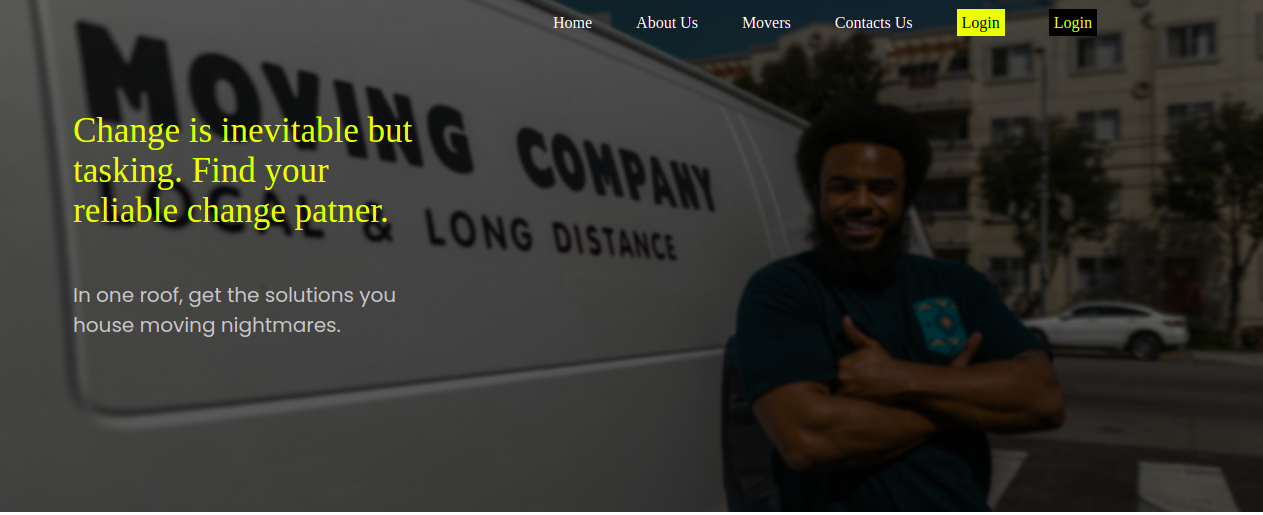 Home About Us Movers Contacts Us Login Login
MOVING COMPANY
LOCAL & LONG DISTANCE
Change is inevitable but
tasking. Find your
reliable change patner.
In one roof, get the solutions you
house moving nightmares.